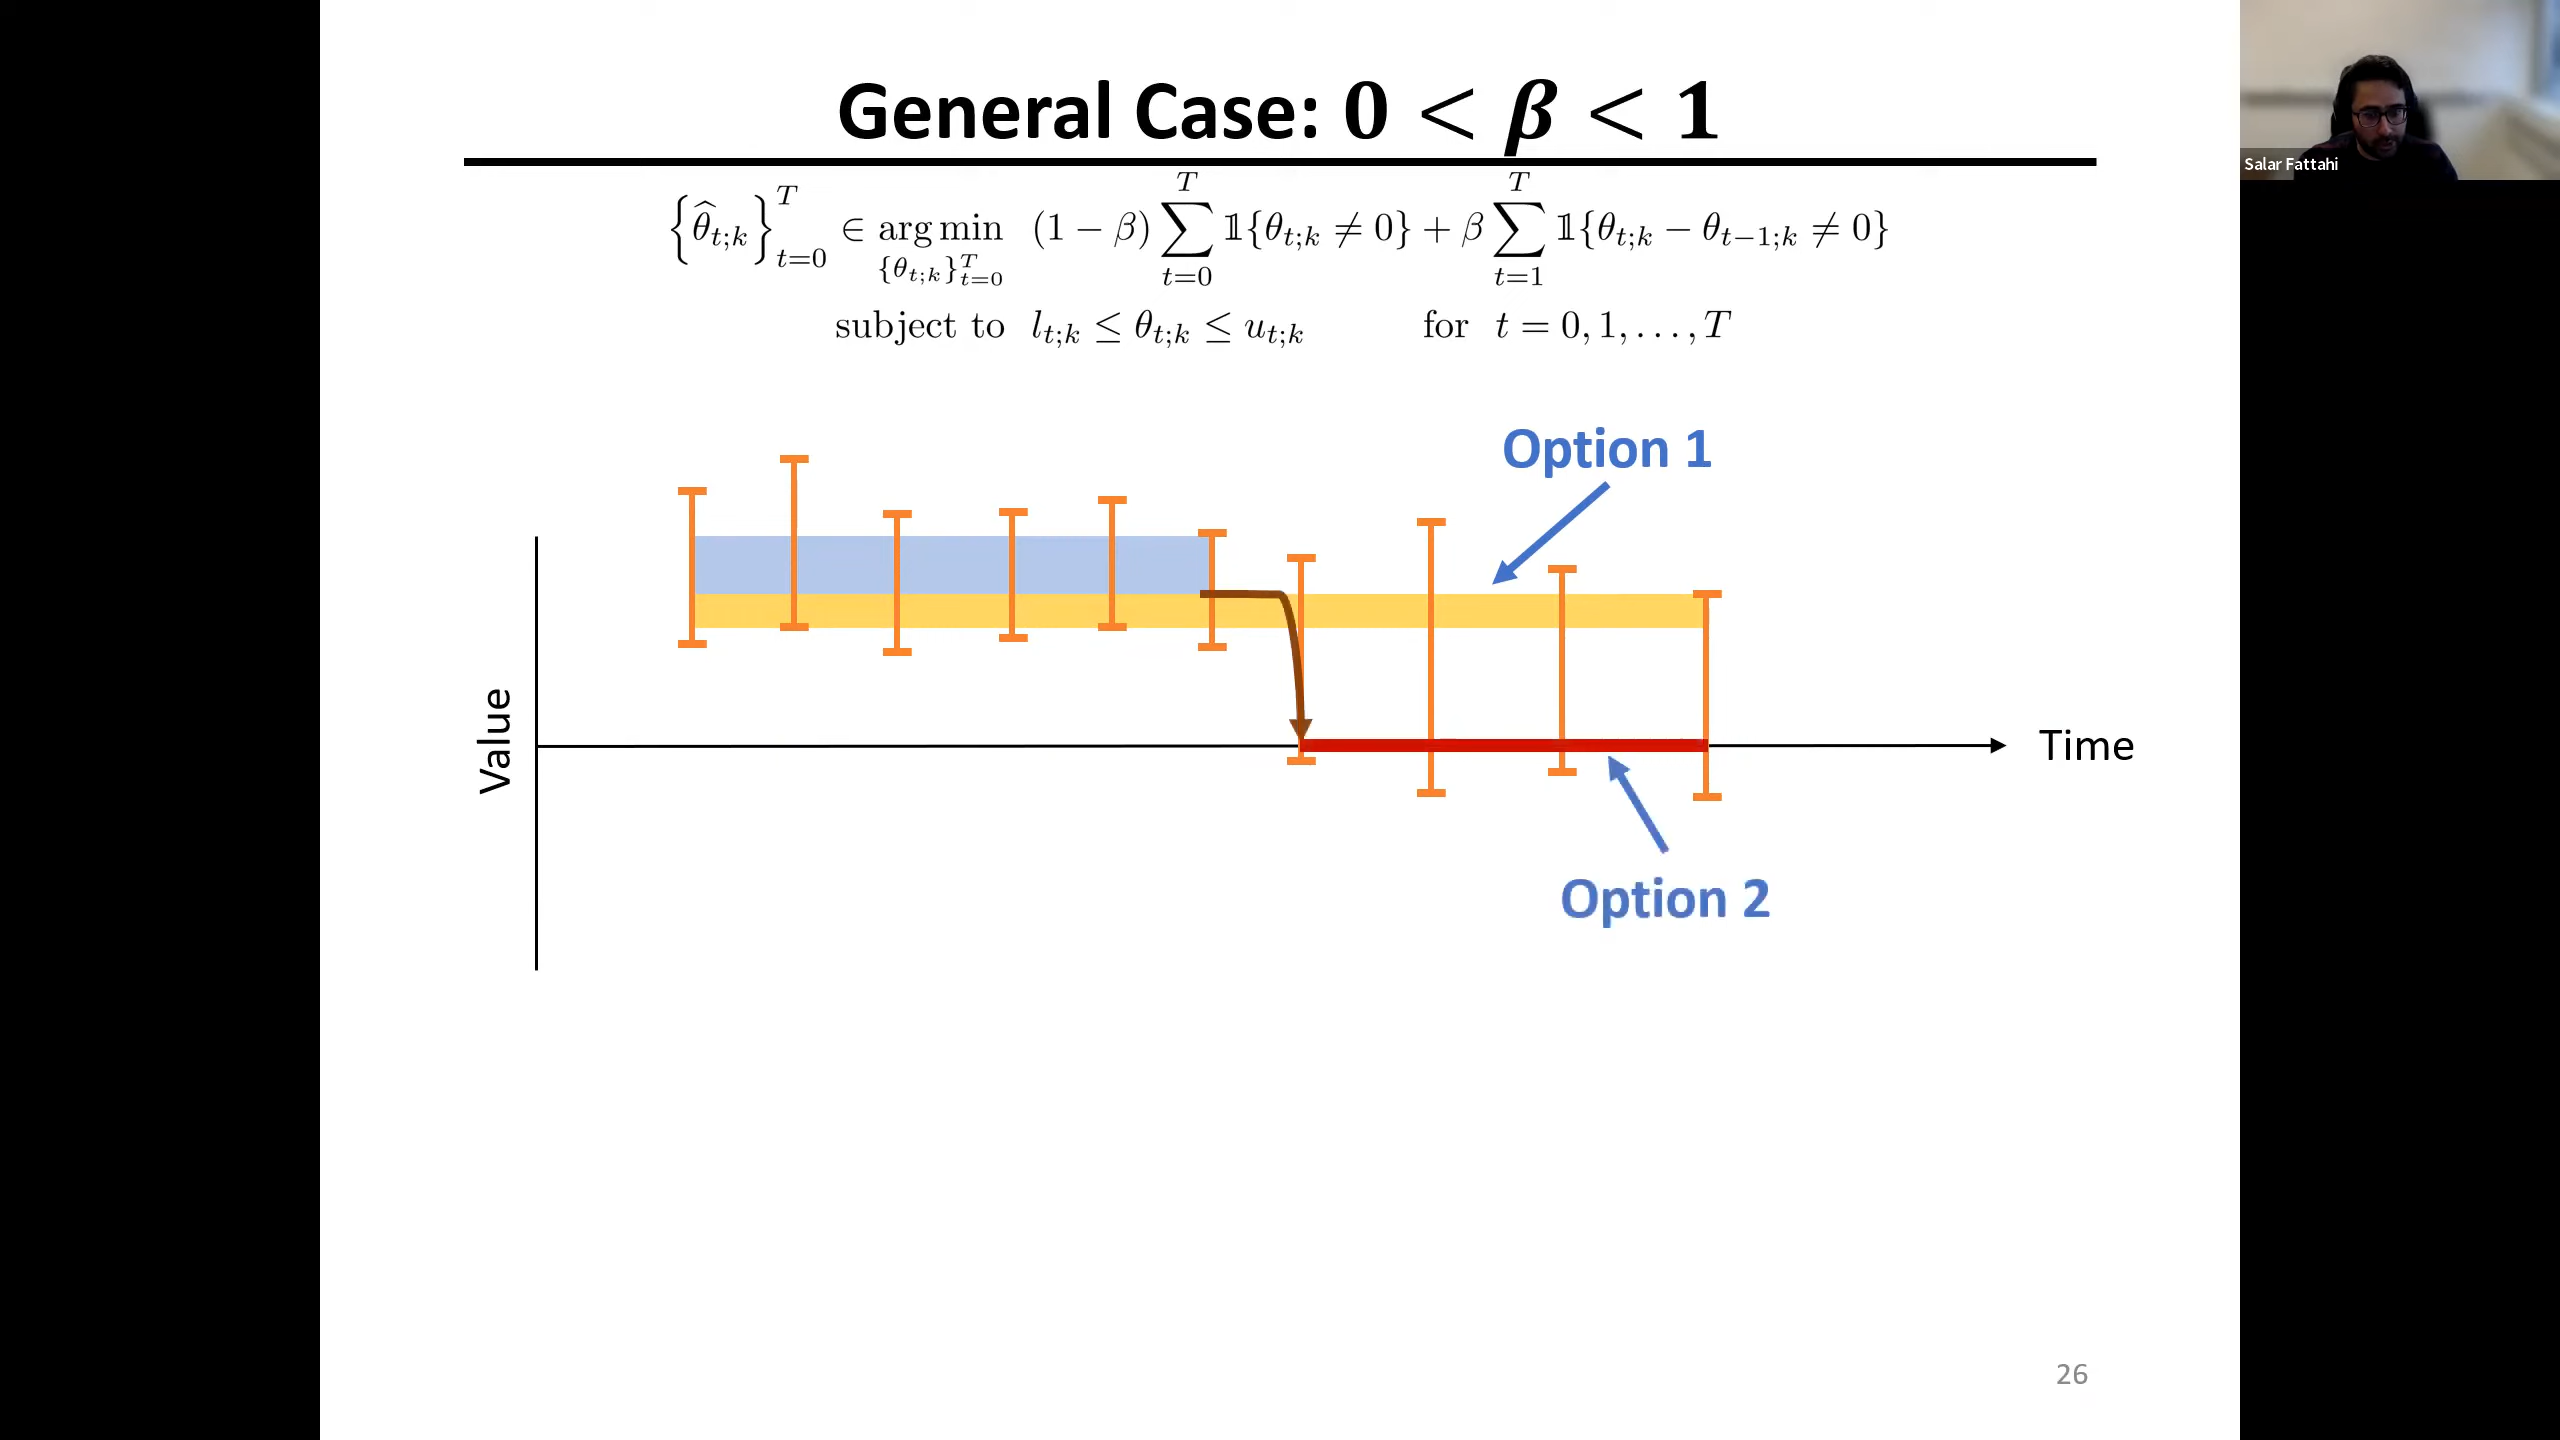 General Case: 0 < β < 1
Salar Fattahi
{θ̂_{t;k}}_{t=0}^{T} ∈ arg min_{{θ_{t;k}}_{t=0}^{T}} (1 − β) ∑_{t=0}^{T} 𝟙{θ_{t;k} ≠ 0} + β ∑_{t=1}^{T} 𝟙{θ_{t;k} − θ_{t−1;k} ≠ 0}
subject to l_{t;k} ≤ θ_{t;k} ≤ u_{t;k} for t = 0, 1, . . . , T
Option 1
Value
Time
Option 2
26